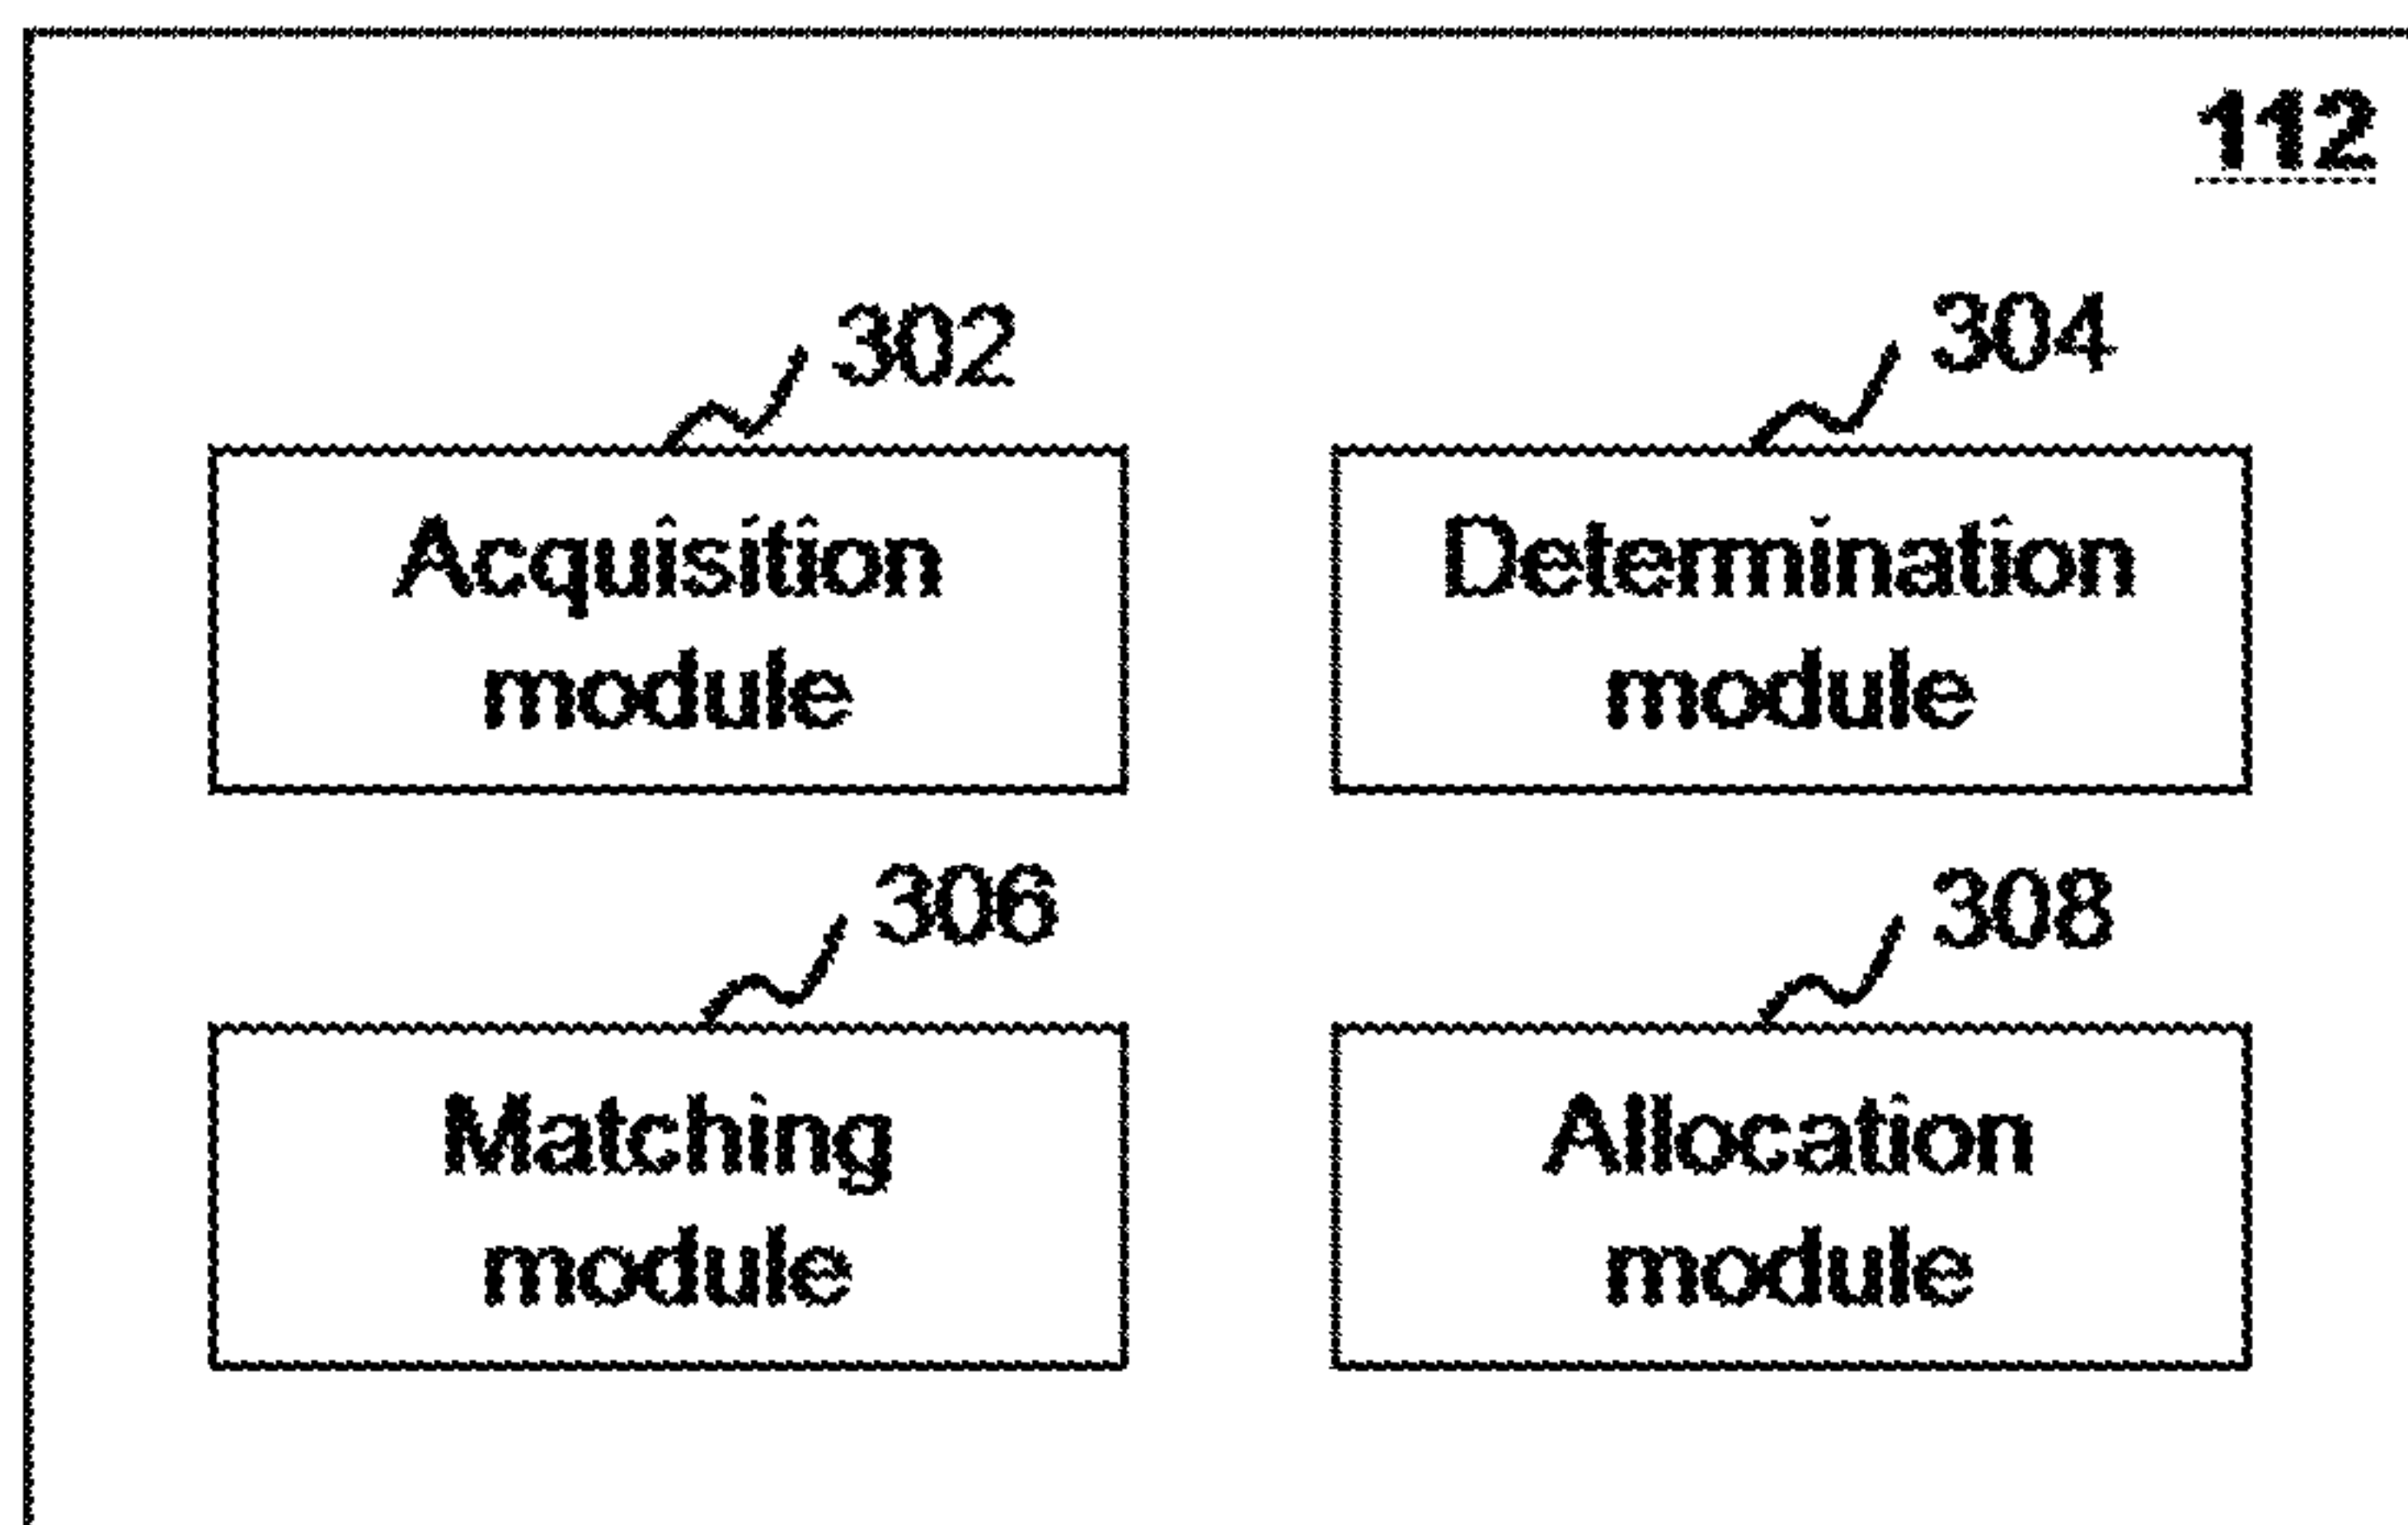 112
302
304
Acquisition
module
Determination
module
306
308
Matching
module
Allocation
module